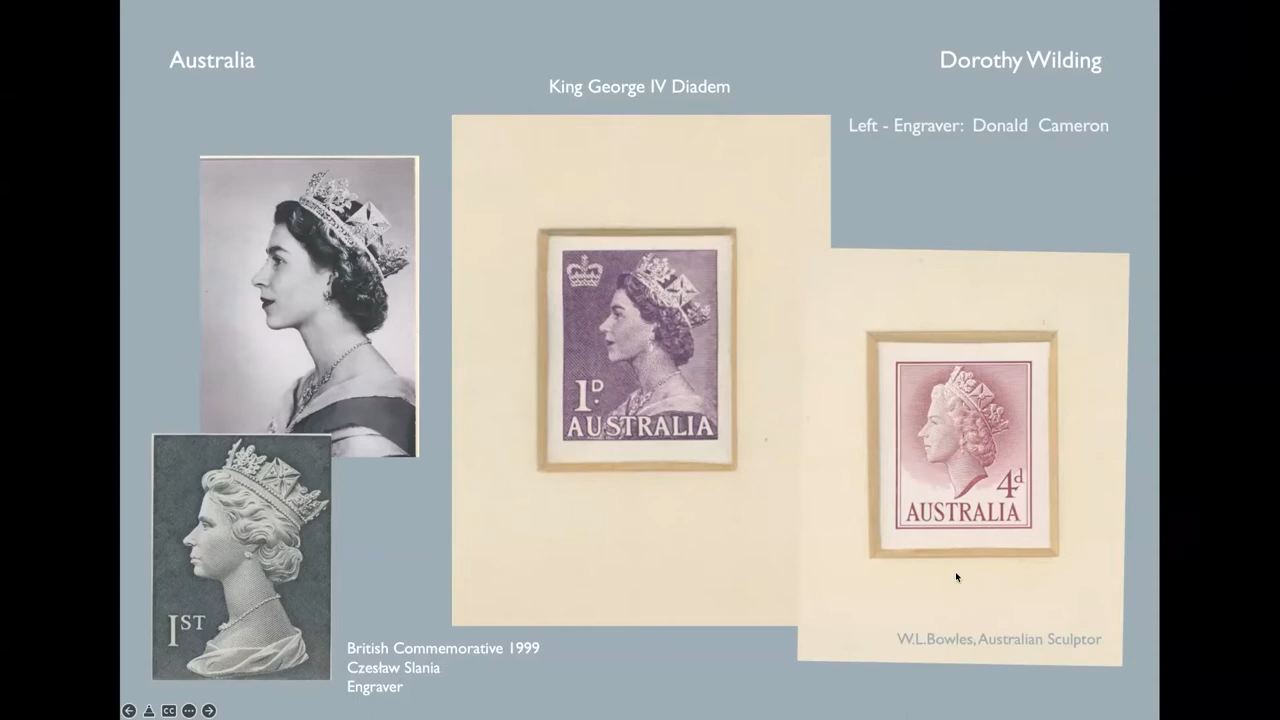 Australia
Dorothy Wilding
King George IV Diadem
Left - Engraver: Donald Cameron
1D.
AUSTRALIA
4d
AUSTRALIA
1ST
W.L.Bowles, Australian Sculptor
British Commemorative 1999
Czesław Slania
Engraver
CC